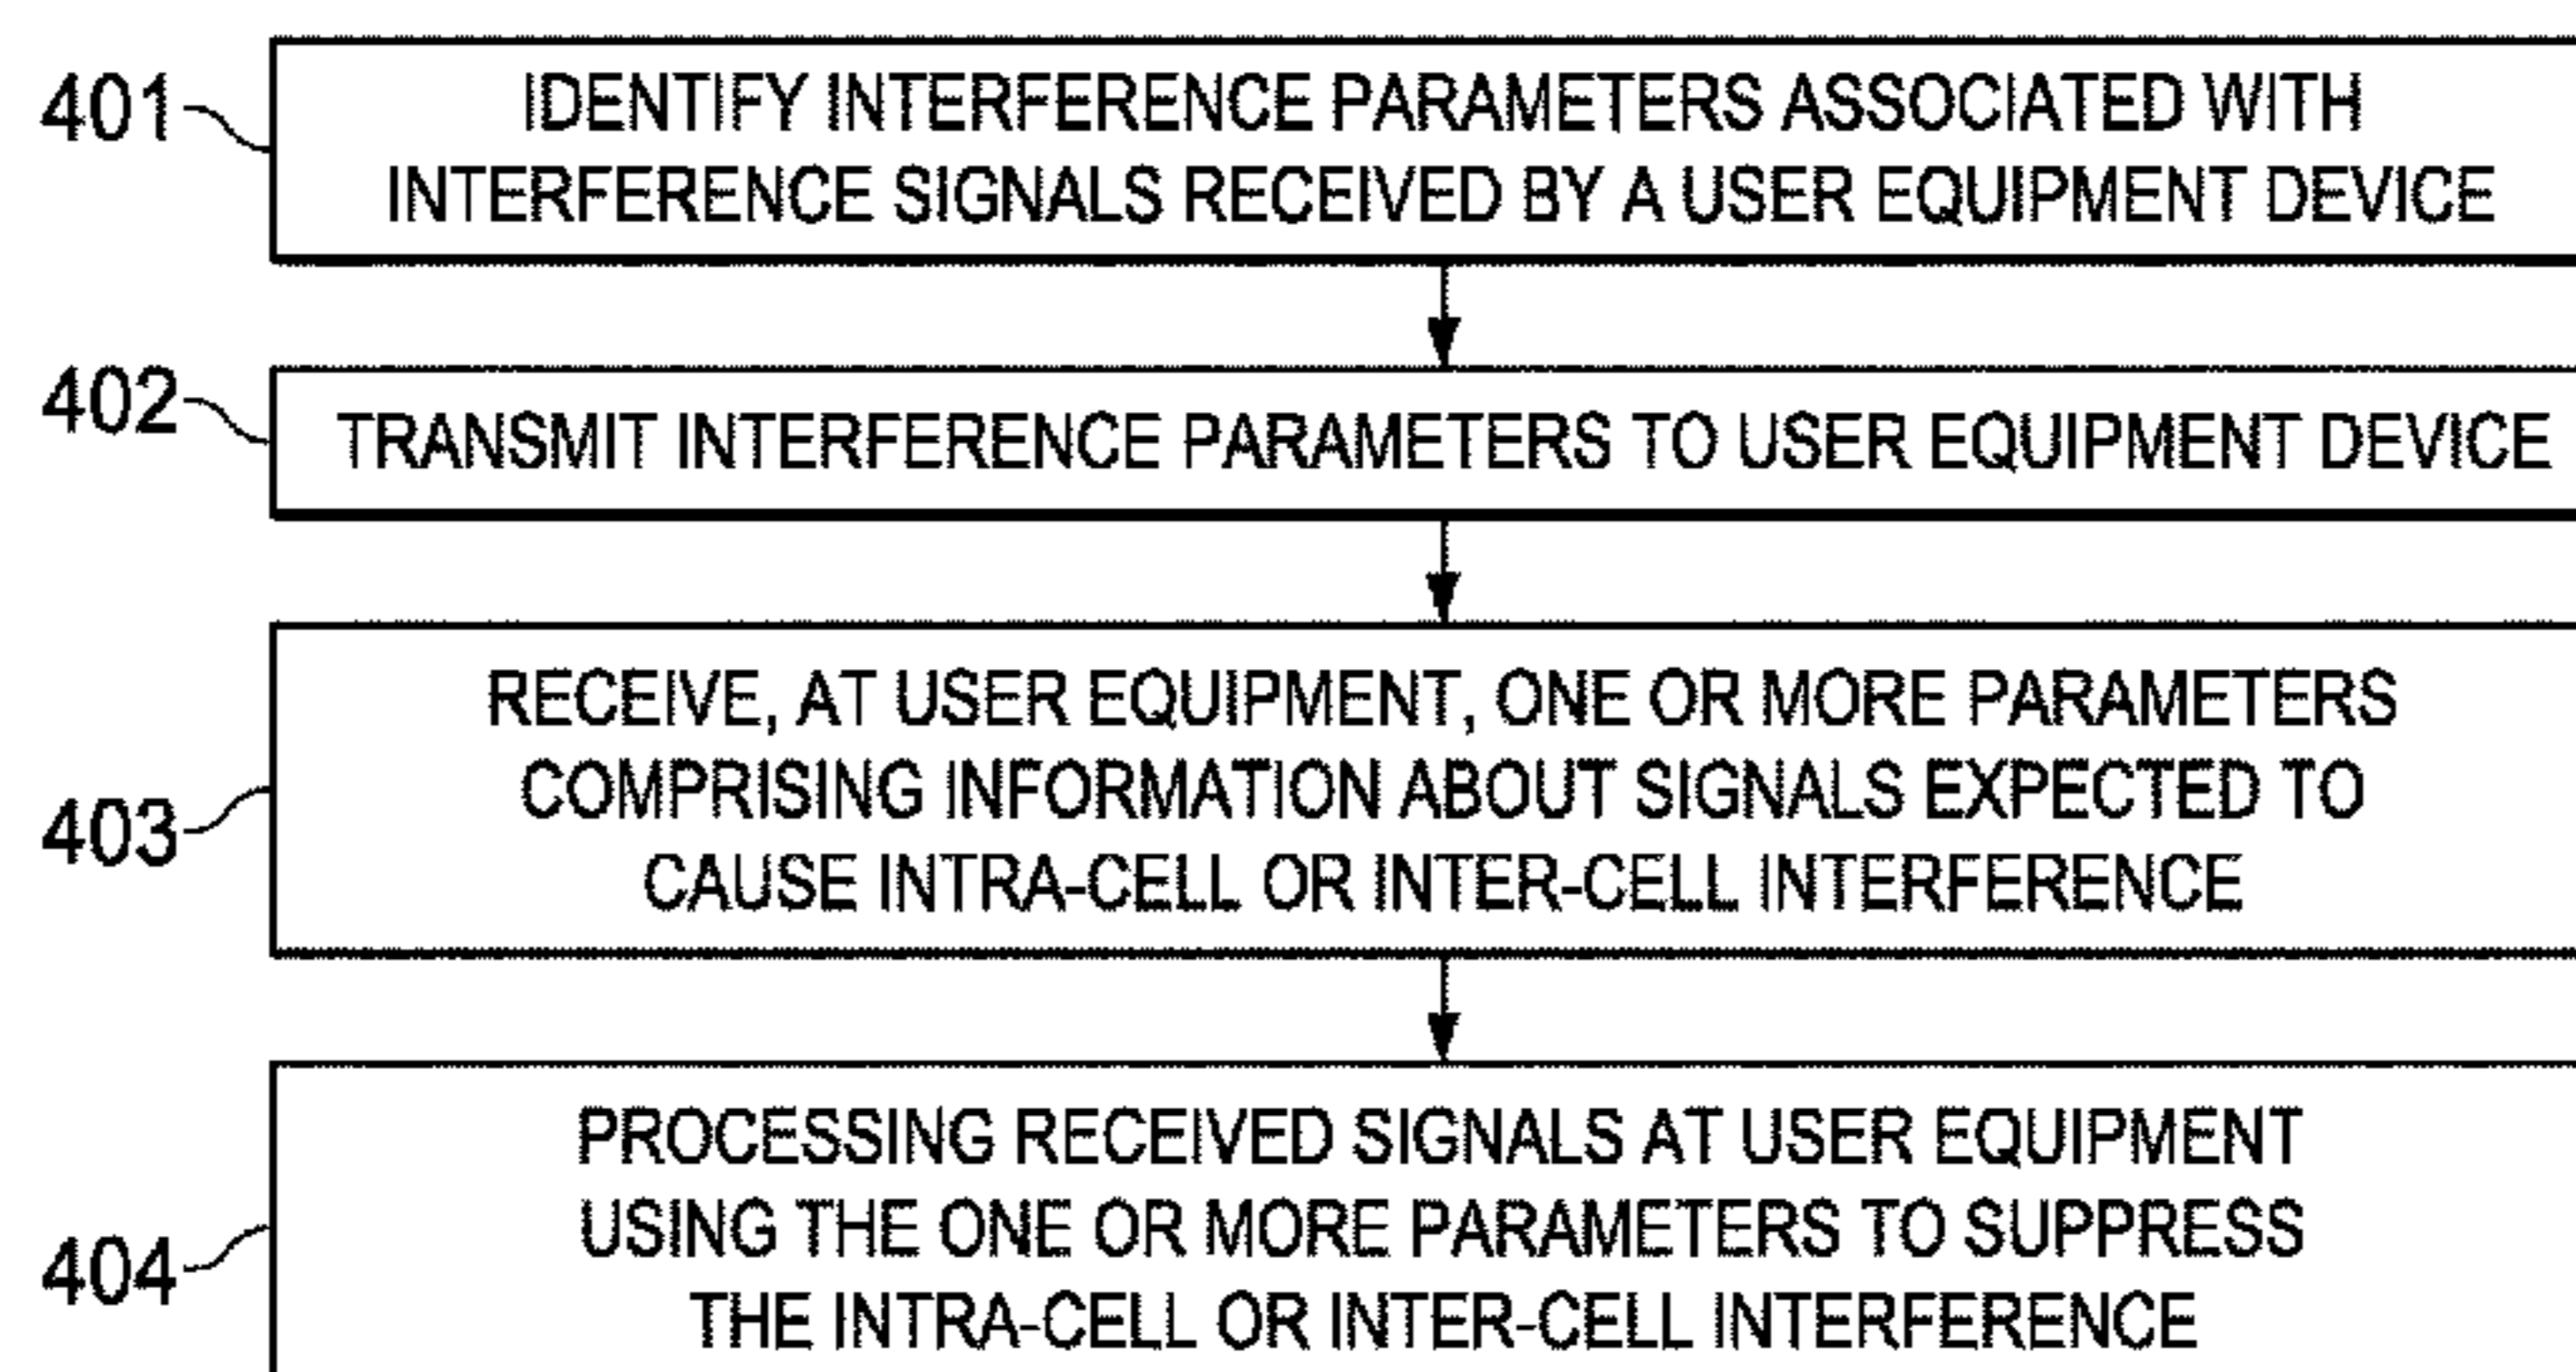 401
IDENTIFY INTERFERENCE PARAMETERS ASSOCIATED WITH
INTERFERENCE SIGNALS RECEIVED BY A USER EQUIPMENT DEVICE
402
TRANSMIT INTERFERENCE PARAMETERS TO USER EQUIPMENT DEVICE
403
RECEIVE, AT USER EQUIPMENT, ONE OR MORE PARAMETERS
COMPRISING INFORMATION ABOUT SIGNALS EXPECTED TO
CAUSE INTRA-CELL OR INTER-CELL INTERFERENCE
404
PROCESSING RECEIVED SIGNALS AT USER EQUIPMENT
USING THE ONE OR MORE PARAMETERS TO SUPPRESS
THE INTRA-CELL OR INTER-CELL INTERFERENCE